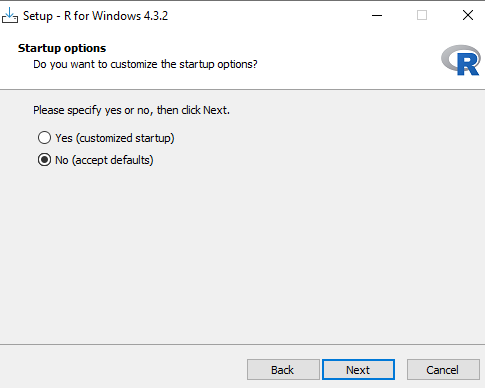 Setup - R for Windows 4.3.2
Startup options
Do you want to customize the startup options?
R
Please specify yes or no, then click Next.
Yes (customized startup)
No (accept defaults)
Back
Next
Cancel